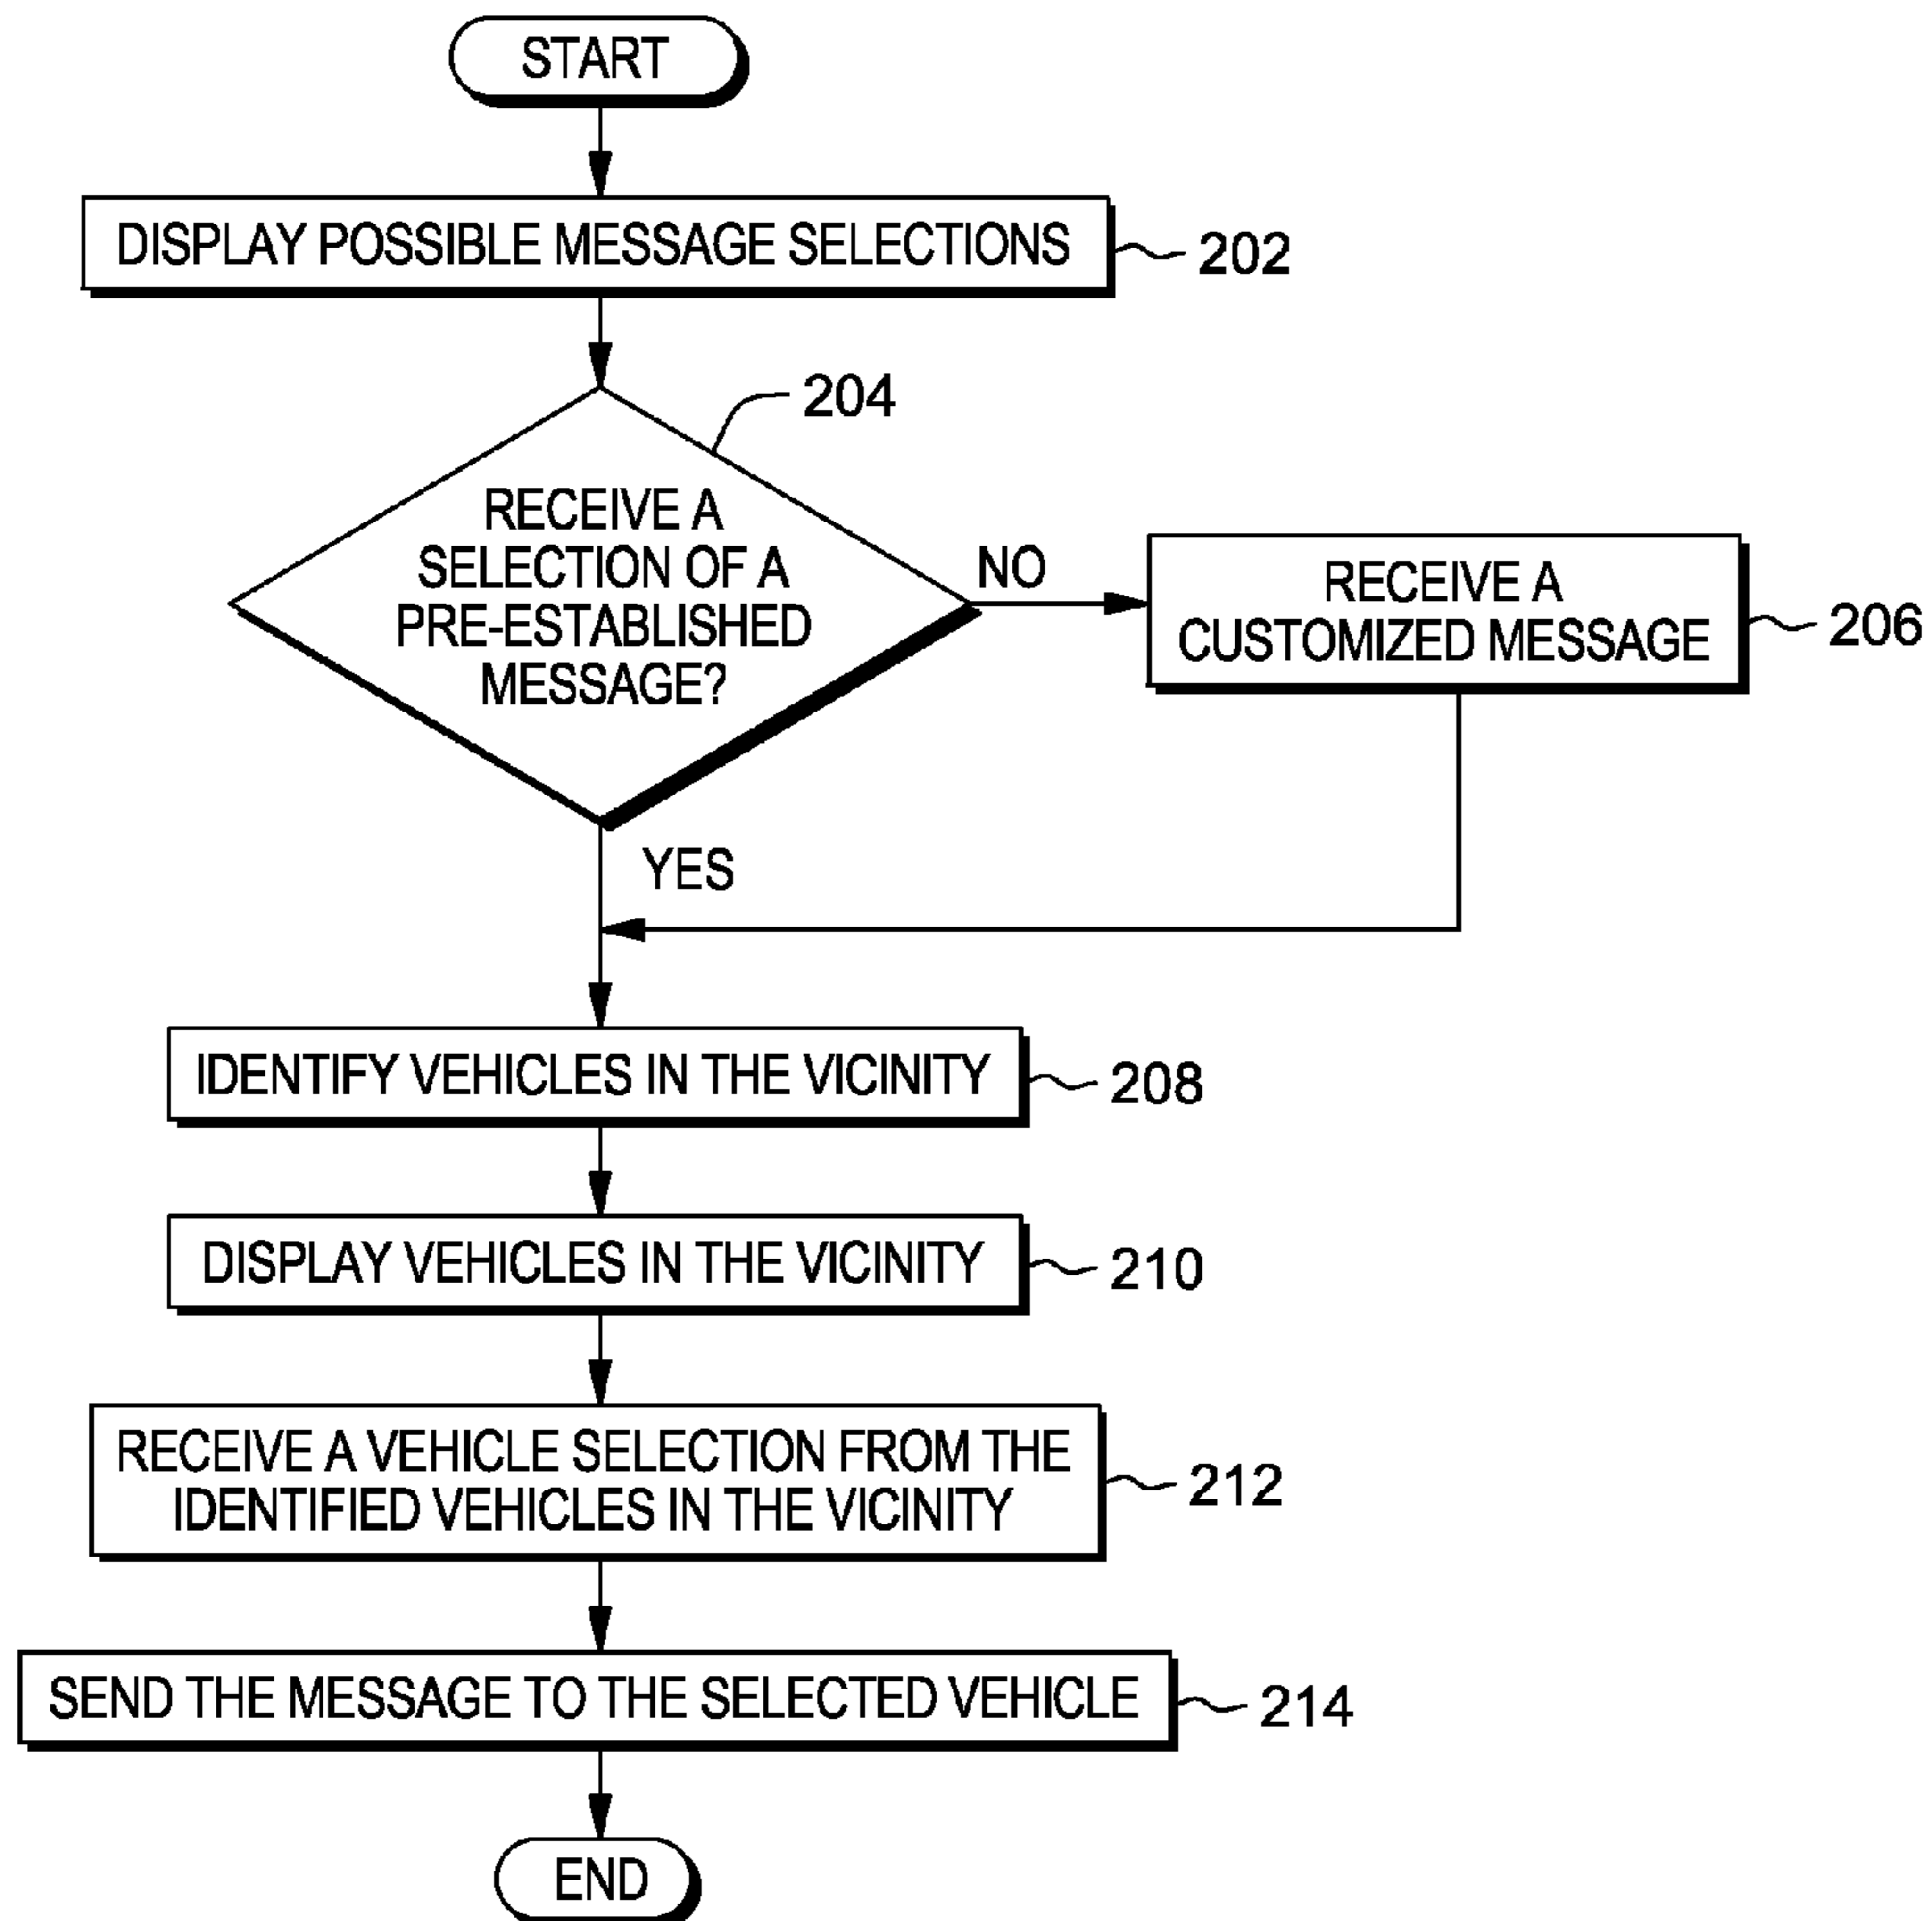 START
DISPLAY POSSIBLE MESSAGE SELECTIONS
202
204
RECEIVE A
SELECTION OF A
PRE-ESTABLISHED
MESSAGE?
NO
RECEIVE A
CUSTOMIZED MESSAGE
206
YES
IDENTIFY VEHICLES IN THE VICINITY
208
DISPLAY VEHICLES IN THE VICINITY
210
RECEIVE A VEHICLE SELECTION FROM THE
IDENTIFIED VEHICLES IN THE VICINITY
212
SEND THE MESSAGE TO THE SELECTED VEHICLE
214
END